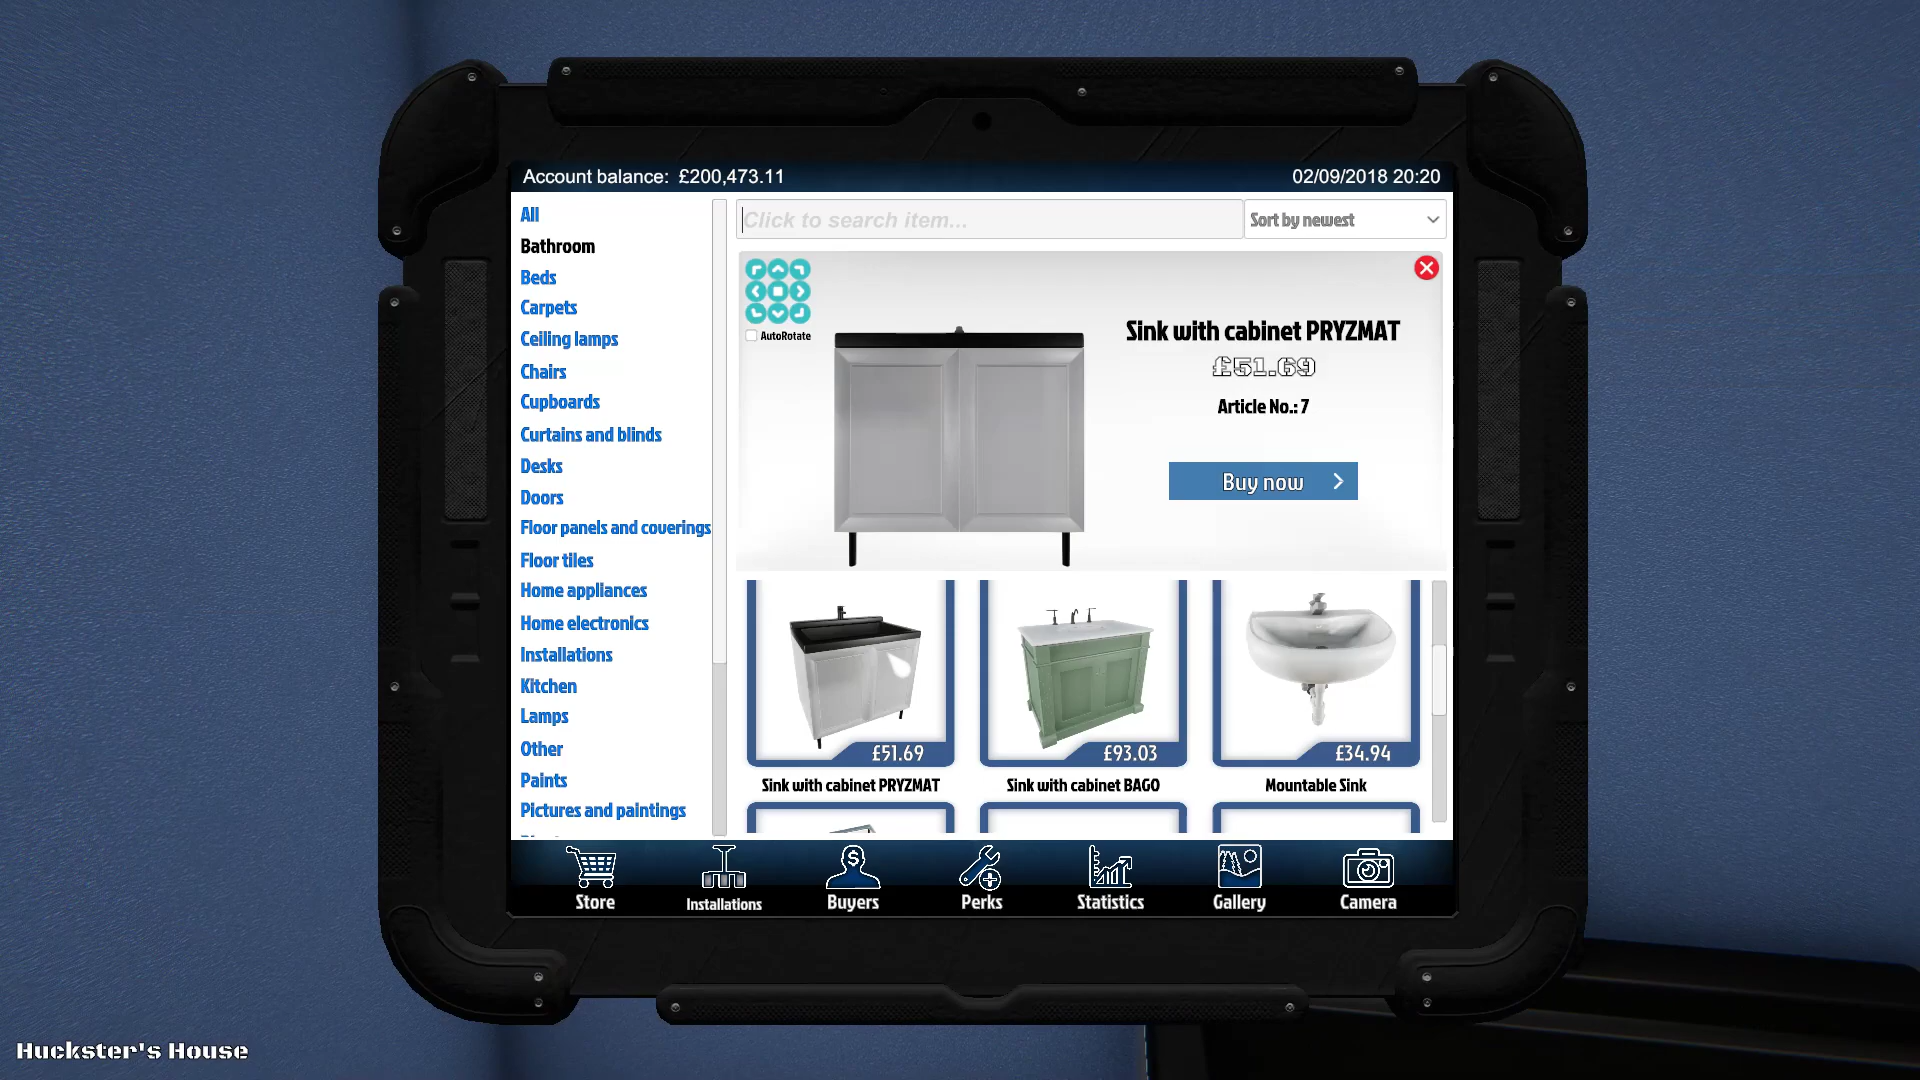 Account balance: £200,473.11
02/09/2018 20:20
All
Bathroom
Beds
Carpets
Ceiling lamps
Chairs
Cupboards
Curtains and blinds
Desks
Doors
Floor panels and coverings
Floor tiles
Home appliances
Home electronics
Installations
Kitchen
Lamps
Other
Paints
Pictures and paintings
Click to search item...
Sort by newest
AutoRotate
Sink with cabinet PRYZMAT
£51.69
Article No.: 7
Buy now
£51.69
£93.03
£34.94
Sink with cabinet PRYZMAT
Sink with cabinet BAGO
Mountable Sink
Store
Installations
Buyers
Perks
Statistics
Gallery
Camera
Huckster's House